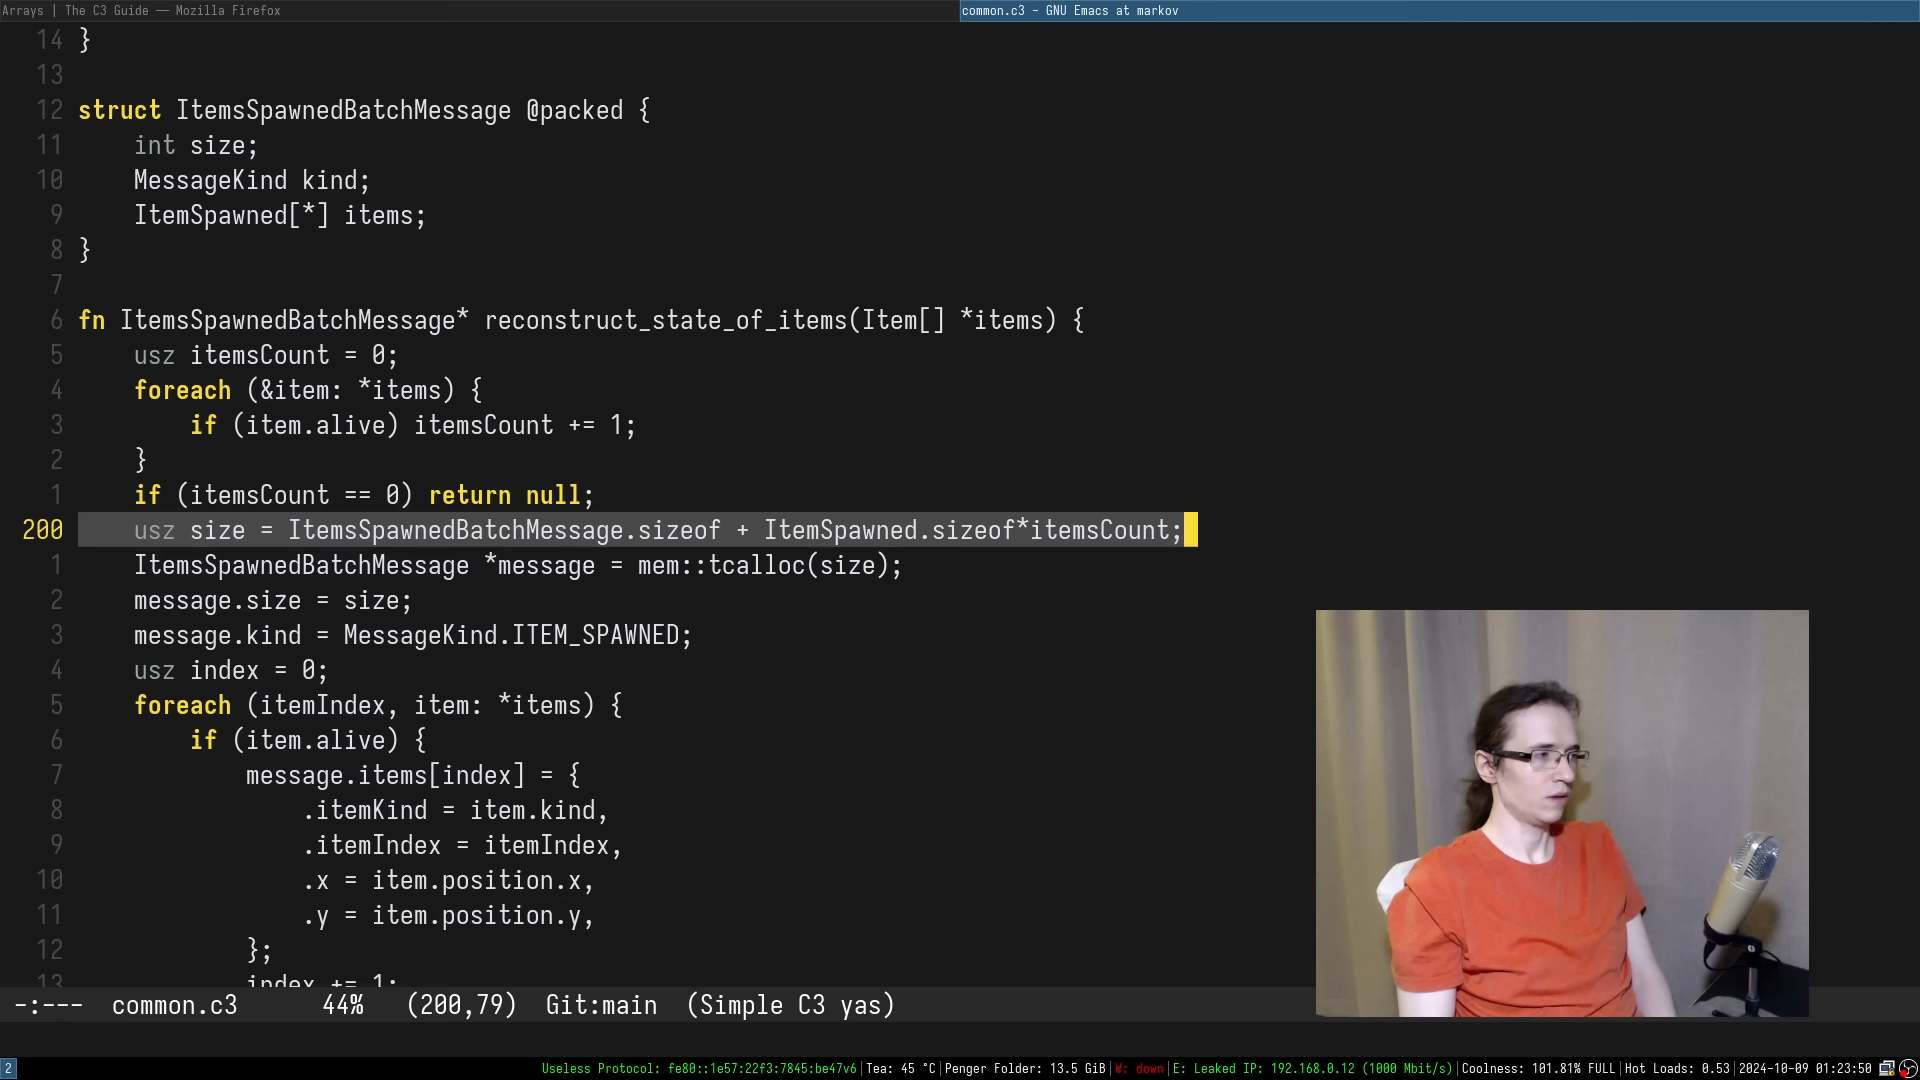 Arrays | The C3 Guide — Mozilla Firefox
common.c3 - GNU Emacs at markov
14 }
13
12 struct ItemsSpawnedBatchMessage @packed {
11     int size;
10     MessageKind kind;
9     ItemSpawned[*] items;
8 }
7
6 fn ItemsSpawnedBatchMessage* reconstruct_state_of_items(Item[] *items) {
5     usz itemsCount = 0;
4     foreach (&item: *items) {
3         if (item.alive) itemsCount += 1;
2     }
1     if (itemsCount == 0) return null;
200     usz size = ItemsSpawnedBatchMessage.sizeof + ItemSpawned.sizeof*itemsCount;
1     ItemsSpawnedBatchMessage *message = mem::tcalloc(size);
2     message.size = size;
3     message.kind = MessageKind.ITEM_SPAWNED;
4     usz index = 0;
5     foreach (itemIndex, item: *items) {
6         if (item.alive) {
7             message.items[index] = {
8                 .itemKind = item.kind,
9                 .itemIndex = itemIndex,
10                 .x = item.position.x,
11                 .y = item.position.y,
12             };
13             index += 1;
-:--- common.c3 44% (200,79) Git:main (Simple C3 yas)
2 Useless Protocol: fe80::1e57:22f3:7845:be47v6|Tea: 45 °C|Penger Folder: 13.5 GiB|W: down|E: Leaked IP: 192.168.0.12 (1000 Mbit/s)|Coolness: 101.81% FULL|Hot Loads: 0.53|2024-10-09 01:23:50